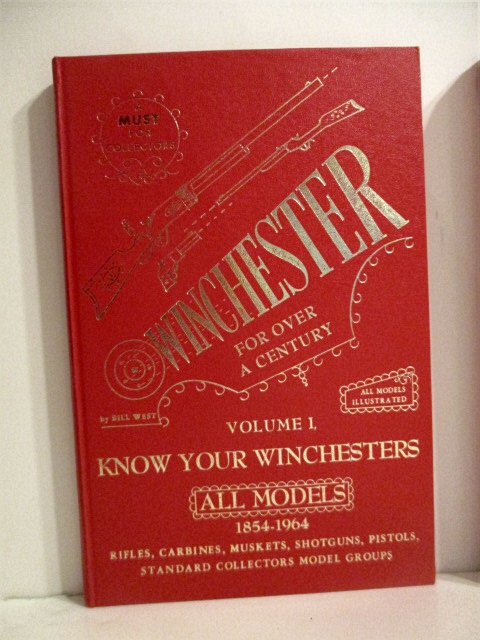 A
MUST
FOR
COLLECTORS
WINCHESTER
FOR OVER
A CENTURY
by BILL WEST
ALL MODELS
ILLUSTRATED
VOLUME I,
KNOW YOUR WINCHESTERS
ALL MODELS
1854-1964
RIFLES, CARBINES, MUSKETS, SHOTGUNS, PISTOLS,
STANDARD COLLECTORS MODEL GROUPS